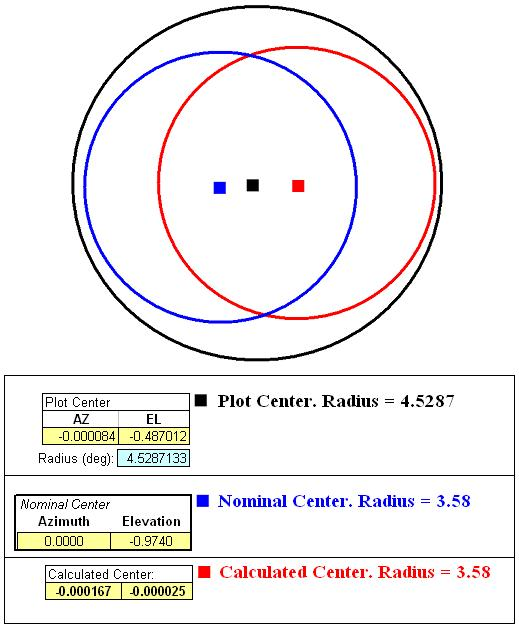 Plot Center
AZ EL
-0.000084 -0.487012
Radius (deg): 4.5287133
Plot Center. Radius = 4.5287
Nominal Center
Azimuth Elevation
0.0000 -0.9740
Nominal Center. Radius = 3.58
Calculated Center:
-0.000167 -0.000025
Calculated Center. Radius = 3.58